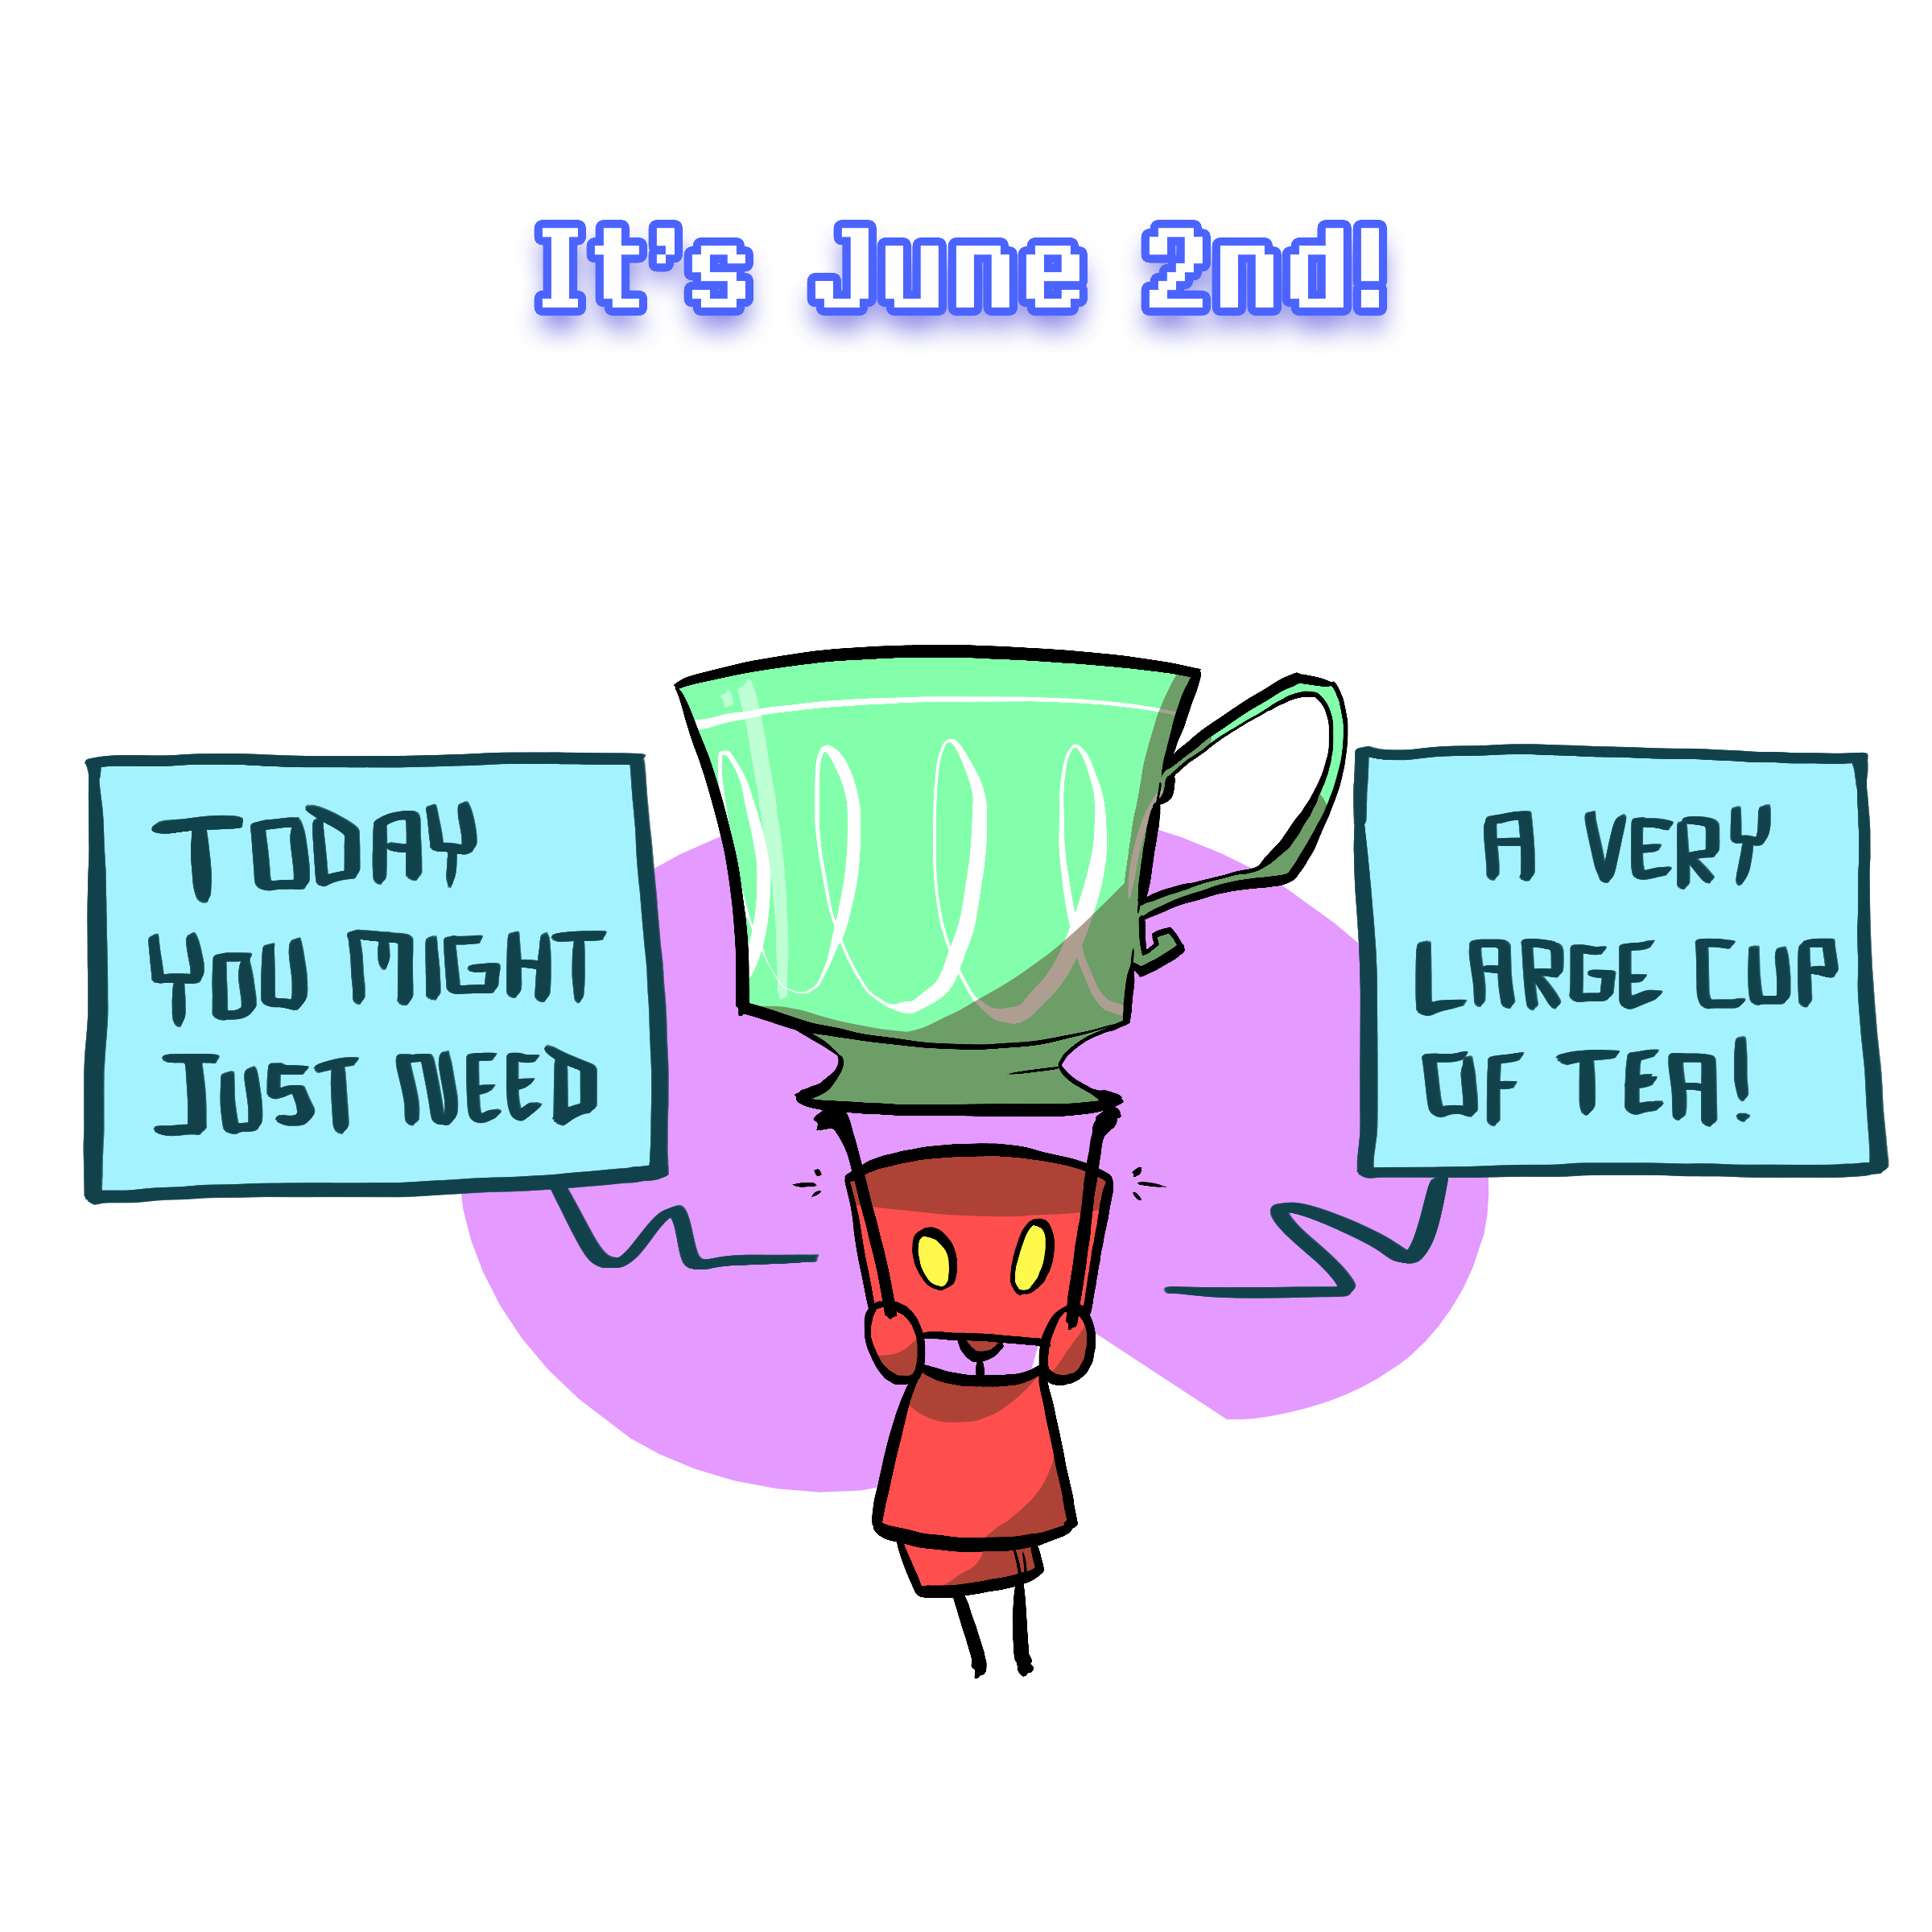 It's June 2nd!
TODAY
YOU MIGHT
JUST NEED
A VERY
LARGE CUP
OF TEA!